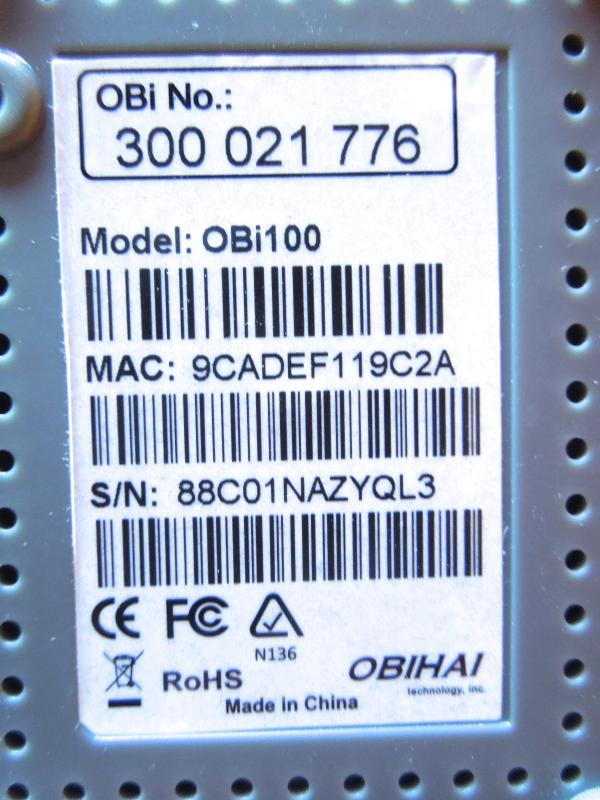 OBi No.:
300 021 776
Model: OBi100
MAC: 9CADEF119C2A
S/N: 88C01NAZYQL3
CE FC
N136
RoHS
OBIHAI
technology, inc.
Made in China